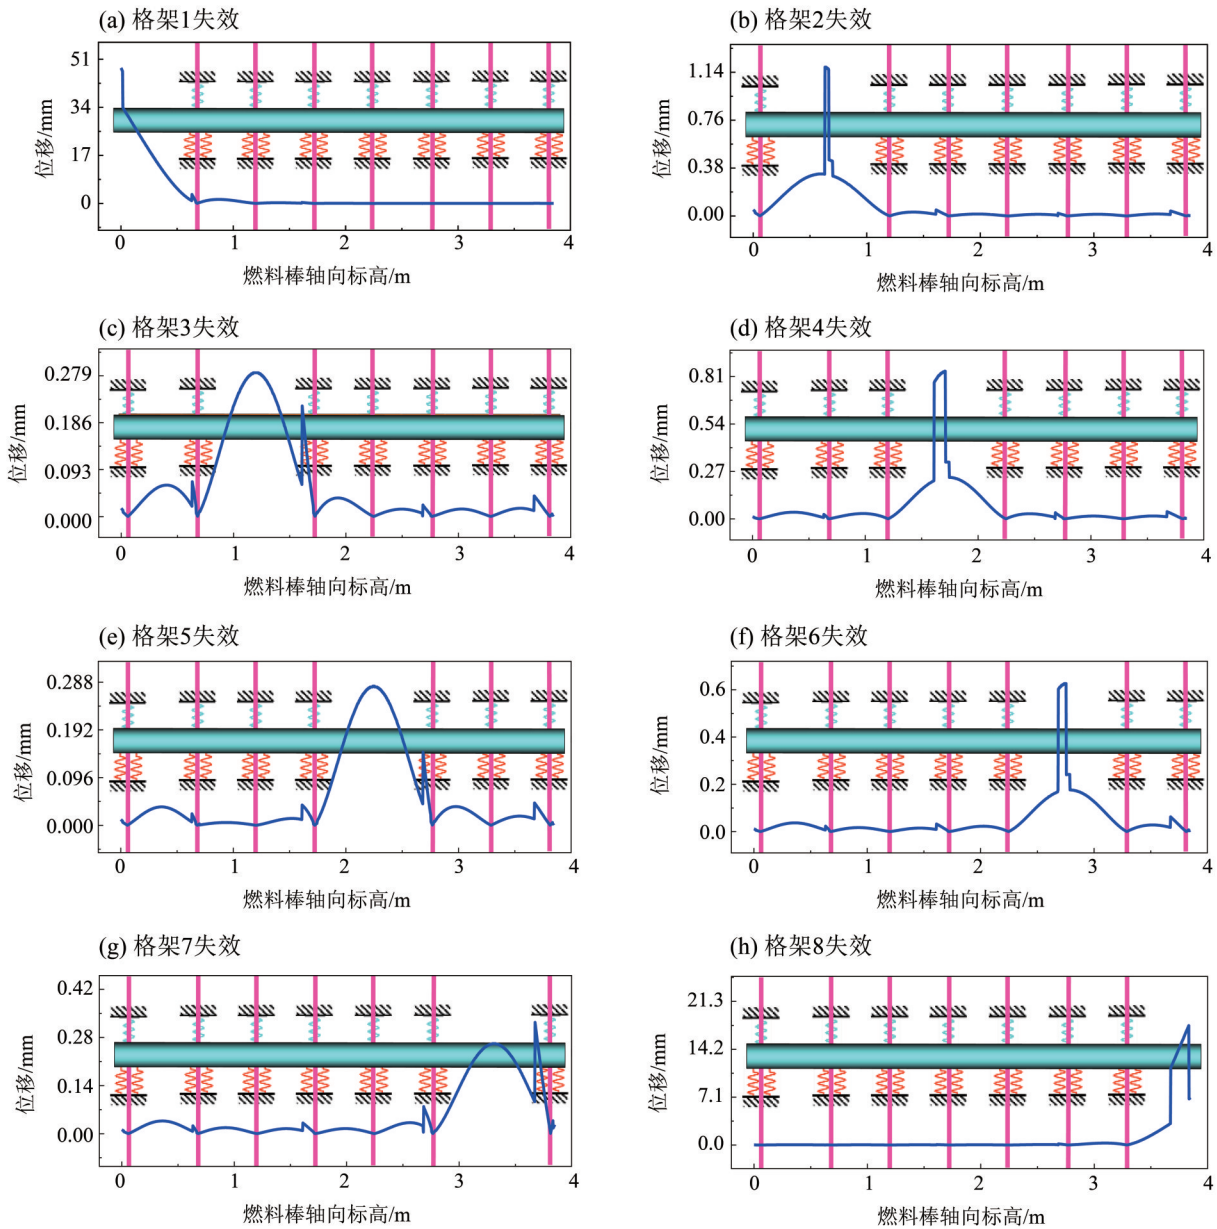 (a) 格架1失效
位移/mm
51
34
17
0
0 1 2 3 4
燃料棒轴向标高/m
(b) 格架2失效
位移/mm
1.14
0.76
0.38
0.00
0 1 2 3 4
燃料棒轴向标高/m
(c) 格架3失效
位移/mm
0.279
0.186
0.093
0.000
0 1 2 3 4
燃料棒轴向标高/m
(d) 格架4失效
位移/mm
0.81
0.54
0.27
0.00
0 1 2 3 4
燃料棒轴向标高/m
(e) 格架5失效
位移/mm
0.288
0.192
0.096
0.000
0 1 2 3 4
燃料棒轴向标高/m
(f) 格架6失效
位移/mm
0.6
0.4
0.2
0.0
0 1 2 3 4
燃料棒轴向标高/m
(g) 格架7失效
位移/mm
0.42
0.28
0.14
0.00
0 1 2 3 4
燃料棒轴向标高/m
(h) 格架8失效
位移/mm
21.3
14.2
7.1
0.0
0 1 2 3 4
燃料棒轴向标高/m